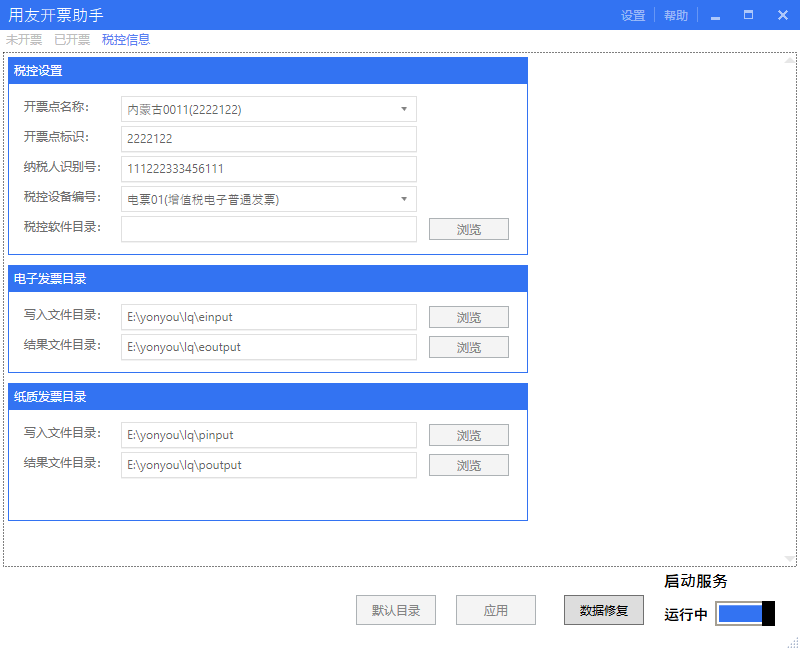 用友开票助手
设置 帮助
未开票 已开票 税控信息
税控设置
开票点名称： 内蒙古0011(2222122)
开票点标识： 2222122
纳税人识别号： 111222333456111
税控设备编号： 电票01(增值税电子普通发票)
税控软件目录： 浏览
电子发票目录
写入文件目录： E:\yonyou\lq\einput 浏览
结果文件目录： E:\yonyou\lq\eoutput 浏览
纸质发票目录
写入文件目录： E:\yonyou\lq\pinput 浏览
结果文件目录： E:\yonyou\lq\poutput 浏览
启动服务
默认目录 应用 数据修复 运行中